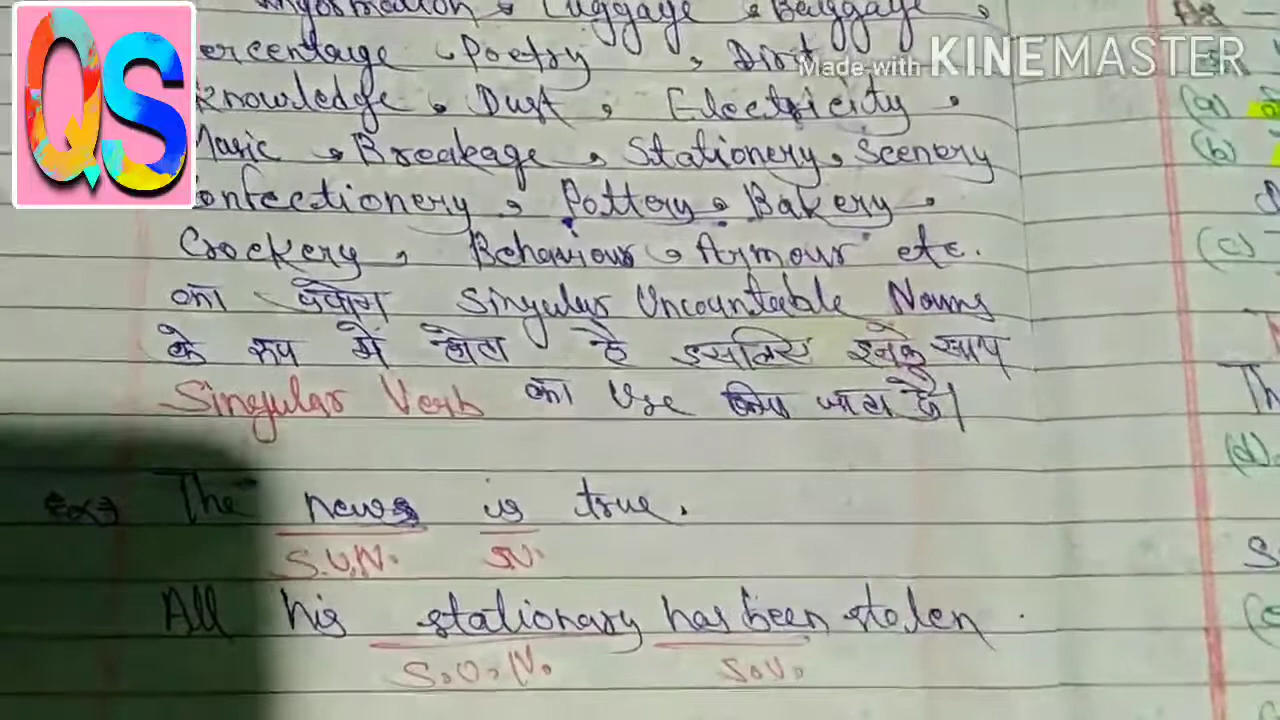 Luggage, Baggage,
ercentage, Poetry, Dirt
Made with KINEMASTER
QS
Knowledge, Dust, Electricity,
Magic, Breakage, Stationery, Scenery
onfectionery, Pottery, Bakery,
Crockery, Behaviour, Armour etc.
का प्रयोग Singular Uncountable Nouns
के रूप में होता है इसलिए इनके साथ
Singular Verb का Use किया जाता है।
The news is true.
S.U.N. S.V.
All his stationary has been stolen.
S.U.N. S.V.
(a)
(b)
(c)
Th
(d)